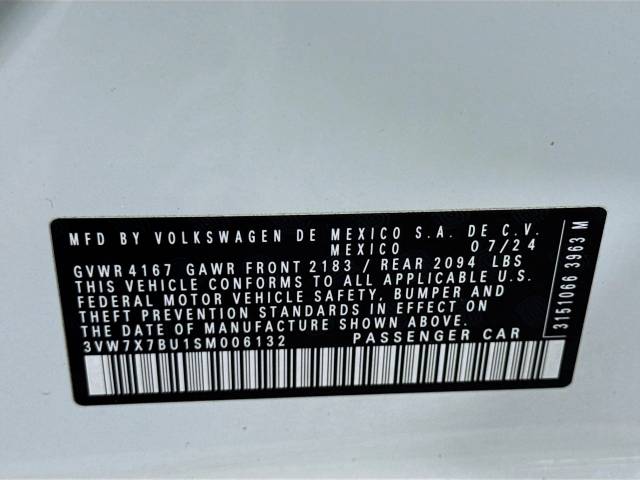 MFD BY VOLKSWAGEN DE MEXICO S.A. DE C.V.
MEXICO 07/24
GVWR 4167 GAWR FRONT 2183 / REAR 2094 LBS
THIS VEHICLE CONFORMS TO ALL APPLICABLE U.S.
FEDERAL MOTOR VEHICLE SAFETY, BUMPER AND
THEFT PREVENTION STANDARDS IN EFFECT ON
THE DATE OF MANUFACTURE SHOWN ABOVE.
3VW7X7BU1SM006132 PASSENGER CAR
3151066 3963 M